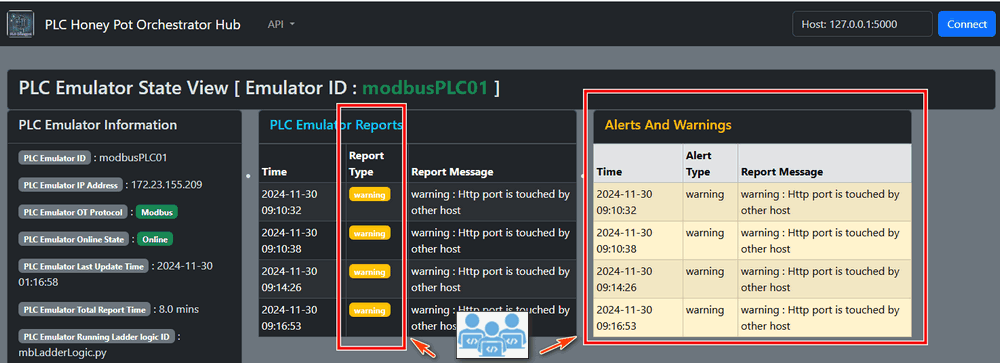 PLC Honey Pot Orchestrator Hub
API
Host: 127.0.0.1:5000
Connect
PLC Emulator State View [ Emulator ID : modbusPLC01 ]
PLC Emulator Information
PLC Emulator ID : modbusPLC01
PLC Emulator IP Address : 172.23.155.209
PLC Emulator OT Protocol : Modbus
PLC Emulator Online State : Online
PLC Emulator Last Update Time : 2024-11-30
01:16:58
PLC Emulator Total Report Time : 8.0 mins
PLC Emulator Running Ladder logic ID :
mbLadderLogic.py
PLC Emulator Reports
Time
Report
Type
Report Message
2024-11-30
09:10:32
warning
warning : Http port is touched by
other host
2024-11-30
09:10:38
warning
warning : Http port is touched by
other host
2024-11-30
09:14:26
warning
warning : Http port is touched by
other host
2024-11-30
09:16:53
warning
warning : Http port is touched by
other host
Alerts And Warnings
Time
Alert
Type
Report Message
2024-11-30
09:10:32
warning
warning : Http port is touched by
other host
2024-11-30
09:10:38
warning
warning : Http port is touched by
other host
2024-11-30
09:14:26
warning
warning : Http port is touched by
other host
2024-11-30
09:16:53
warning
warning : Http port is touched by
other host